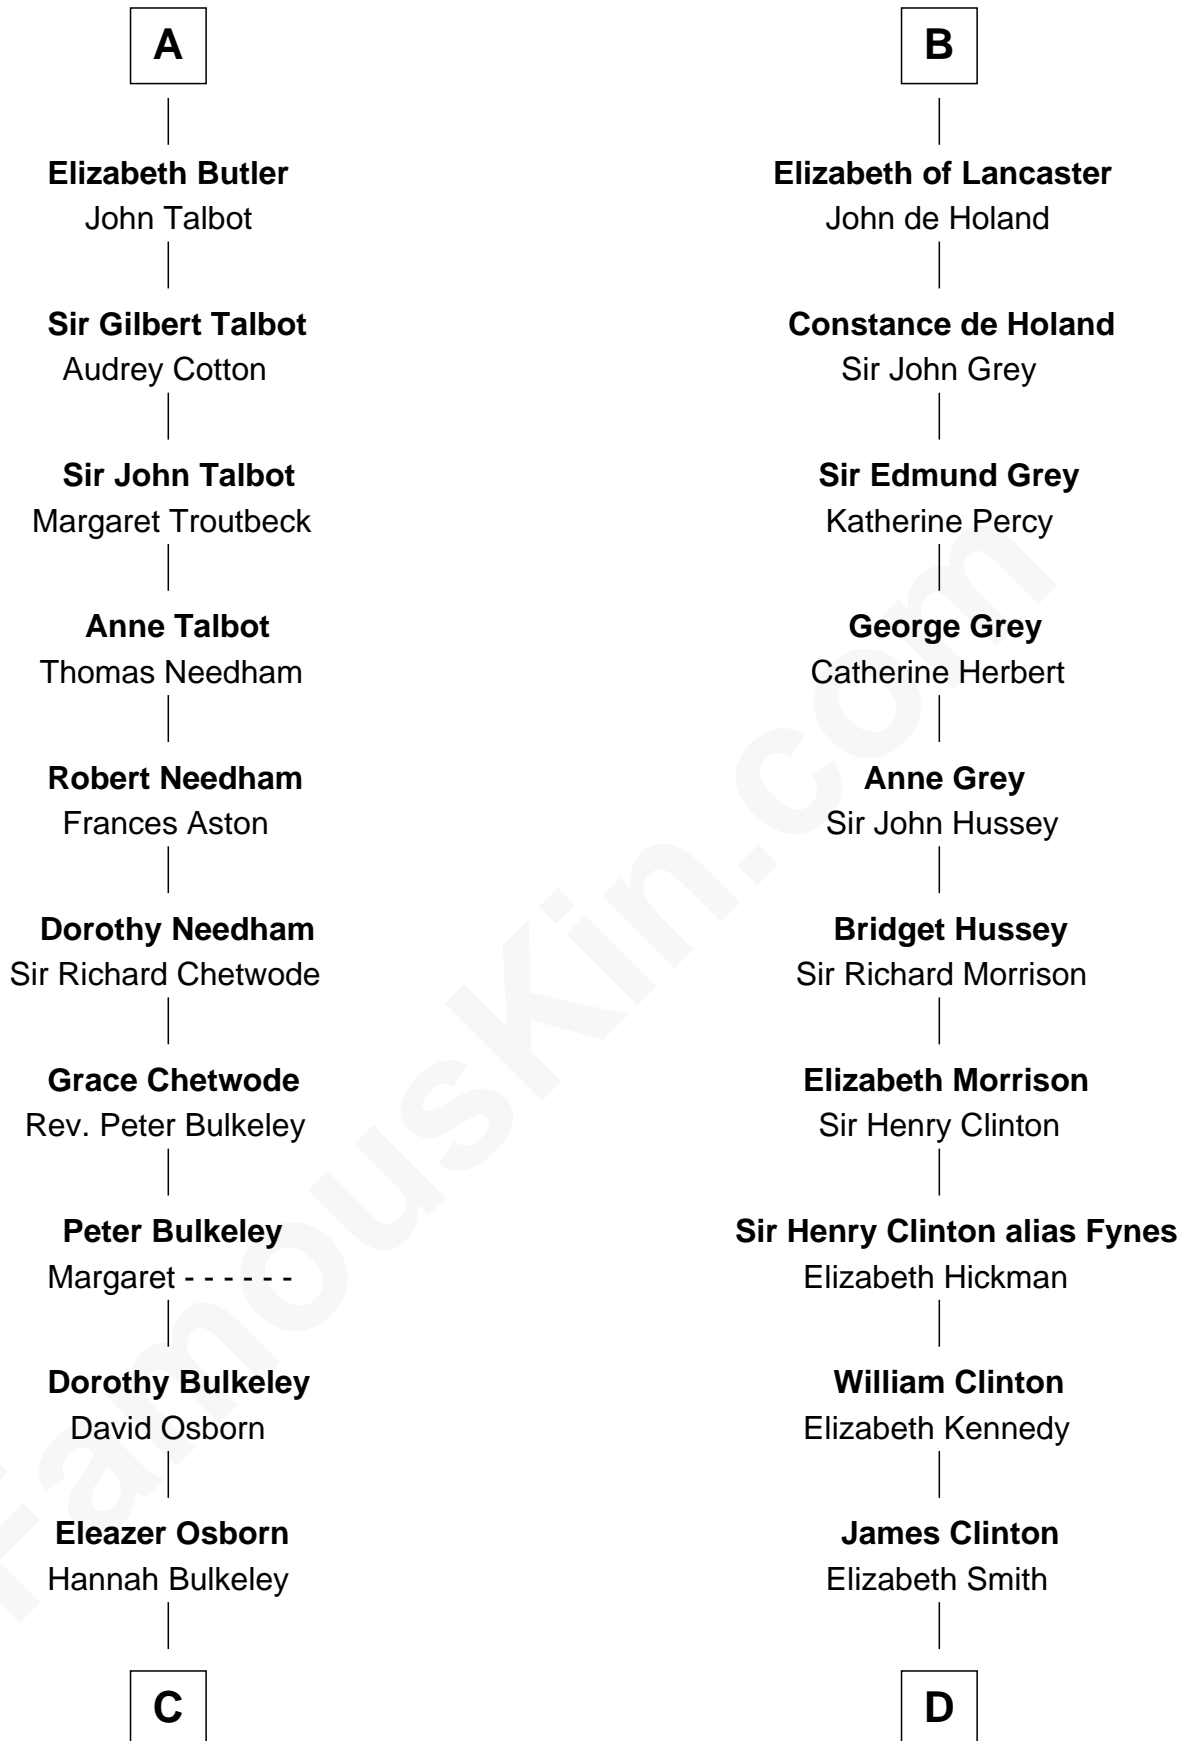 A
Elizabeth Butler
John Talbot
Sir Gilbert Talbot
Audrey Cotton
Sir John Talbot
Margaret Troutbeck
Anne Talbot
Thomas Needham
Robert Needham
Frances Aston
Dorothy Needham
Sir Richard Chetwode
Grace Chetwode
Rev. Peter Bulkeley
Peter Bulkeley
Margaret - - - - - -
Dorothy Bulkeley
David Osborn
Eleazer Osborn
Hannah Bulkeley
C
B
Elizabeth of Lancaster
John de Holand
Constance de Holand
Sir John Grey
Sir Edmund Grey
Katherine Percy
George Grey
Catherine Herbert
Anne Grey
Sir John Hussey
Bridget Hussey
Sir Richard Morrison
Elizabeth Morrison
Sir Henry Clinton
Sir Henry Clinton alias Fynes
Elizabeth Hickman
William Clinton
Elizabeth Kennedy
James Clinton
Elizabeth Smith
D
FamousKin.com